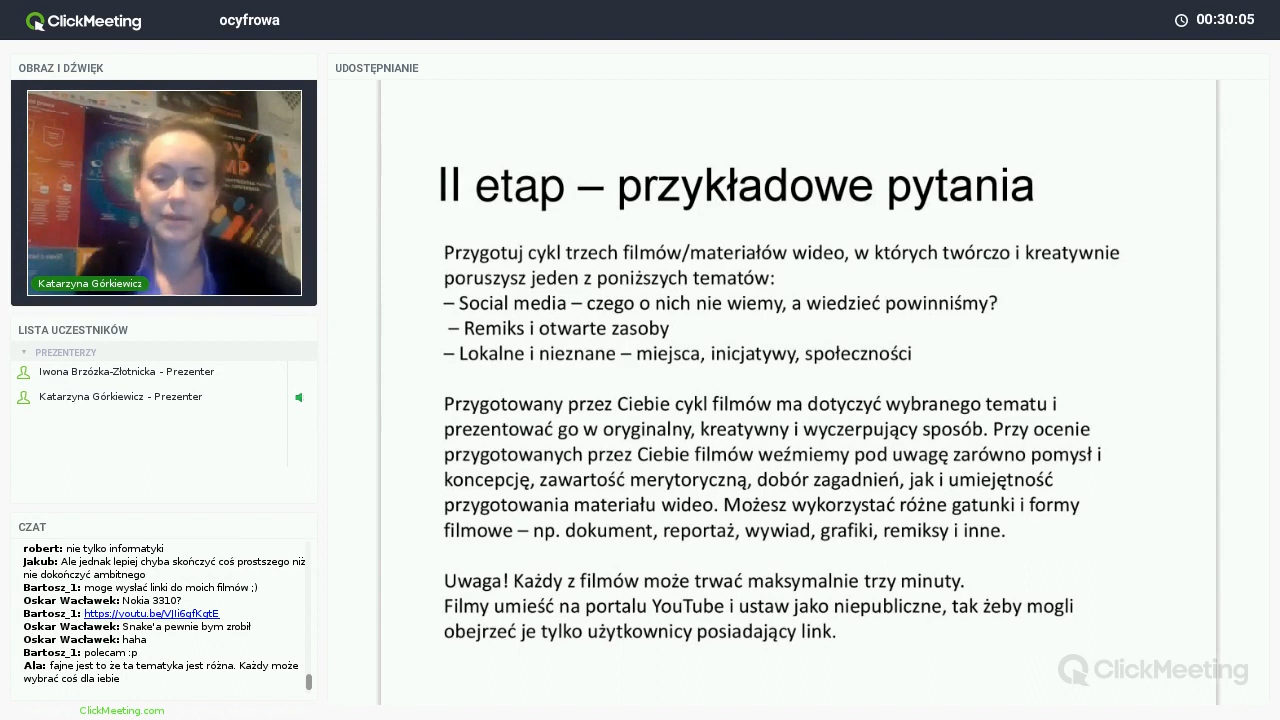 ClickMeeting
ocyfrowa
00:30:05
OBRAZ I DŹWIĘK
Katarzyna Górkiewicz
LISTA UCZESTNIKÓW
PREZENTERZY
Iwona Brzózka-Złotnicka - Prezenter
Katarzyna Górkiewicz - Prezenter
CZAT
robert: nie tylko informatyki
Jakub: Ale jednak lepiej chyba skończyć coś prostszego niż
nie dokończyć ambitnego
Bartosz_1: moge wysłać linki do moich filmów ;)
Oskar Wacławek: Nokia 3310?
Bartosz_1:
Oskar Wacławek: Snake'a pewnie bym zrobił
Oskar Wacławek: haha
Bartosz_1: polecam :p
Ala: fajne jest to że ta tematyka jest różna. Każdy może
wybrać coś dla iebie
ClickMeeting.com
UDOSTĘPNIANIE
II etap – przykładowe pytania
Przygotuj cykl trzech filmów/materiałów wideo, w których twórczo i kreatywnie
poruszysz jeden z poniższych tematów:
– Social media – czego o nich nie wiemy, a wiedzieć powinniśmy?
– Remiks i otwarte zasoby
– Lokalne i nieznane – miejsca, inicjatywy, społeczności
Przygotowany przez Ciebie cykl filmów ma dotyczyć wybranego tematu i
prezentować go w oryginalny, kreatywny i wyczerpujący sposób. Przy ocenie
przygotowanych przez Ciebie filmów weźmiemy pod uwagę zarówno pomysł i
koncepcję, zawartość merytoryczną, dobór zagadnień, jak i umiejętność
przygotowania materiału wideo. Możesz wykorzystać różne gatunki i formy
filmowe – np. dokument, reportaż, wywiad, grafiki, remiksy i inne.
Uwaga! Każdy z filmów może trwać maksymalnie trzy minuty.
Filmy umieść na portalu YouTube i ustaw jako niepubliczne, tak żeby mogli
obejrzeć je tylko użytkownicy posiadający link.
ClickMeeting